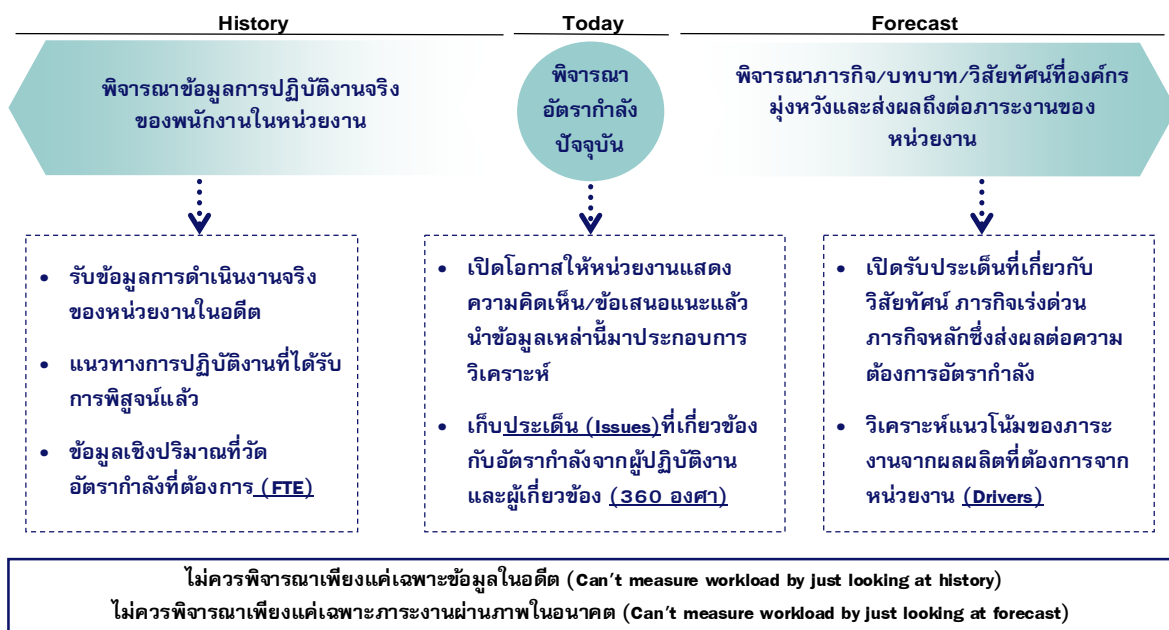 History
Today
Forecast
พิจารณาข้อมูลการปฏิบัติงานจริง
ของพนักงานในหน่วยงาน
พิจารณา
อัตรากำลัง
ปัจจุบัน
พิจารณาภารกิจ/บทบาท/วิสัยทัศน์ที่องค์กร
มุ่งหวังและส่งผลถึงต่อภาระงานของ
หน่วยงาน
• รับข้อมูลการดำเนินงานจริง
ของหน่วยงานในอดีต
• แนวทางการปฏิบัติงานที่ได้รับ
การพิสูจน์แล้ว
• ข้อมูลเชิงปริมาณที่วัด
อัตรากำลังที่ต้องการ (FTE)
• เปิดโอกาสให้หน่วยงานแสดง
ความคิดเห็น/ข้อเสนอแนะแล้ว
นำข้อมูลเหล่านี้มาประกอบการ
วิเคราะห์
• เก็บประเด็น (Issues)ที่เกี่ยวข้อง
กับอัตรากำลังจากผู้ปฏิบัติงาน
และผู้เกี่ยวข้อง (360 องศา)
• เปิดรับประเด็นที่เกี่ยวกับ
วิสัยทัศน์ ภารกิจเร่งด่วน
ภารกิจหลักซึ่งส่งผลต่อความ
ต้องการอัตรากำลัง
• วิเคราะห์แนวโน้มของภาระ
งานจากผลผลิตที่ต้องการจาก
หน่วยงาน (Drivers)
ไม่ควรพิจารณาเพียงแค่เฉพาะข้อมูลในอดีต (Can't measure workload by just looking at history)
ไม่ควรพิจารณาเพียงแค่เฉพาะภาระงานผ่านภาพในอนาคต (Can't measure workload by just looking at forecast)